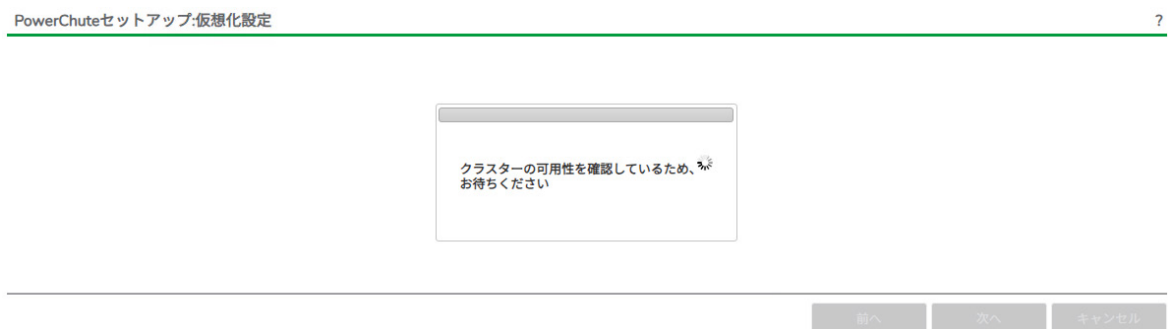 PowerChuteセットアップ:仮想化設定
?
クラスターの可用性を確認しているため、
お待ちください
前へ
次へ
キャンセル